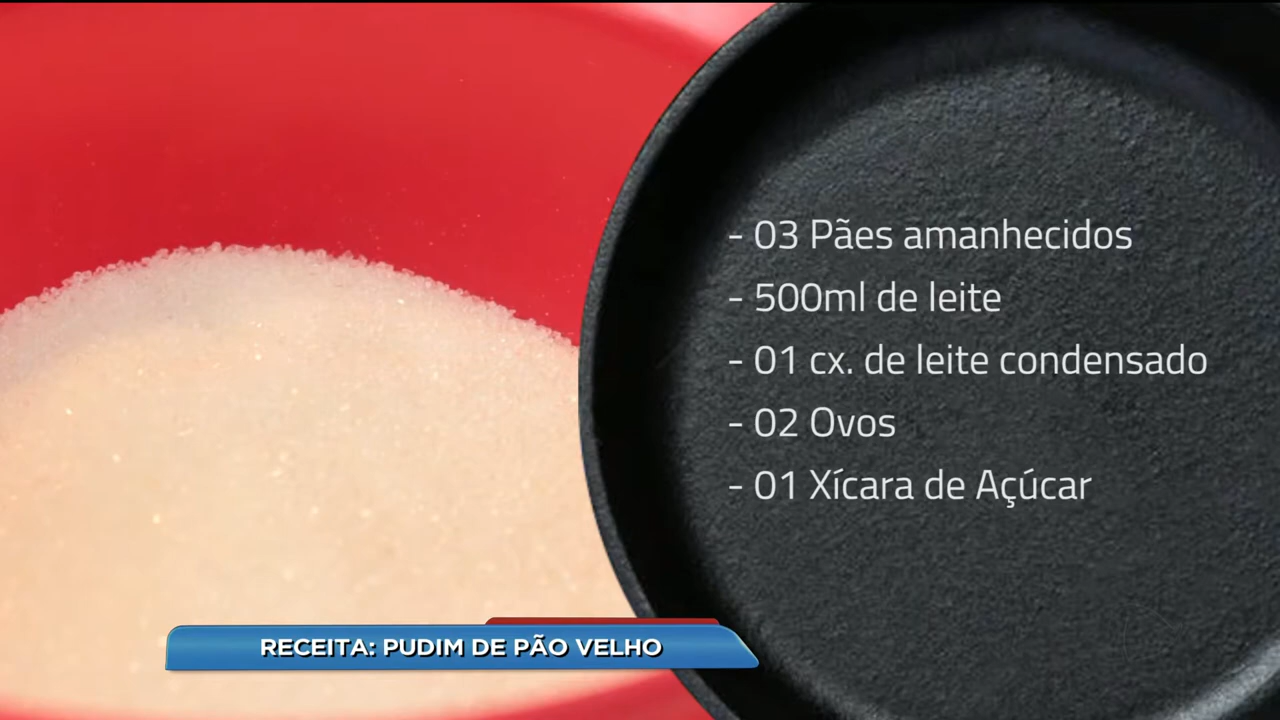 - 03 Pães amanhecidos
- 500ml de leite
- 01 cx. de leite condensado
- 02 Ovos
- 01 Xícara de Açúcar
RECEITA: PUDIM DE PÃO VELHO